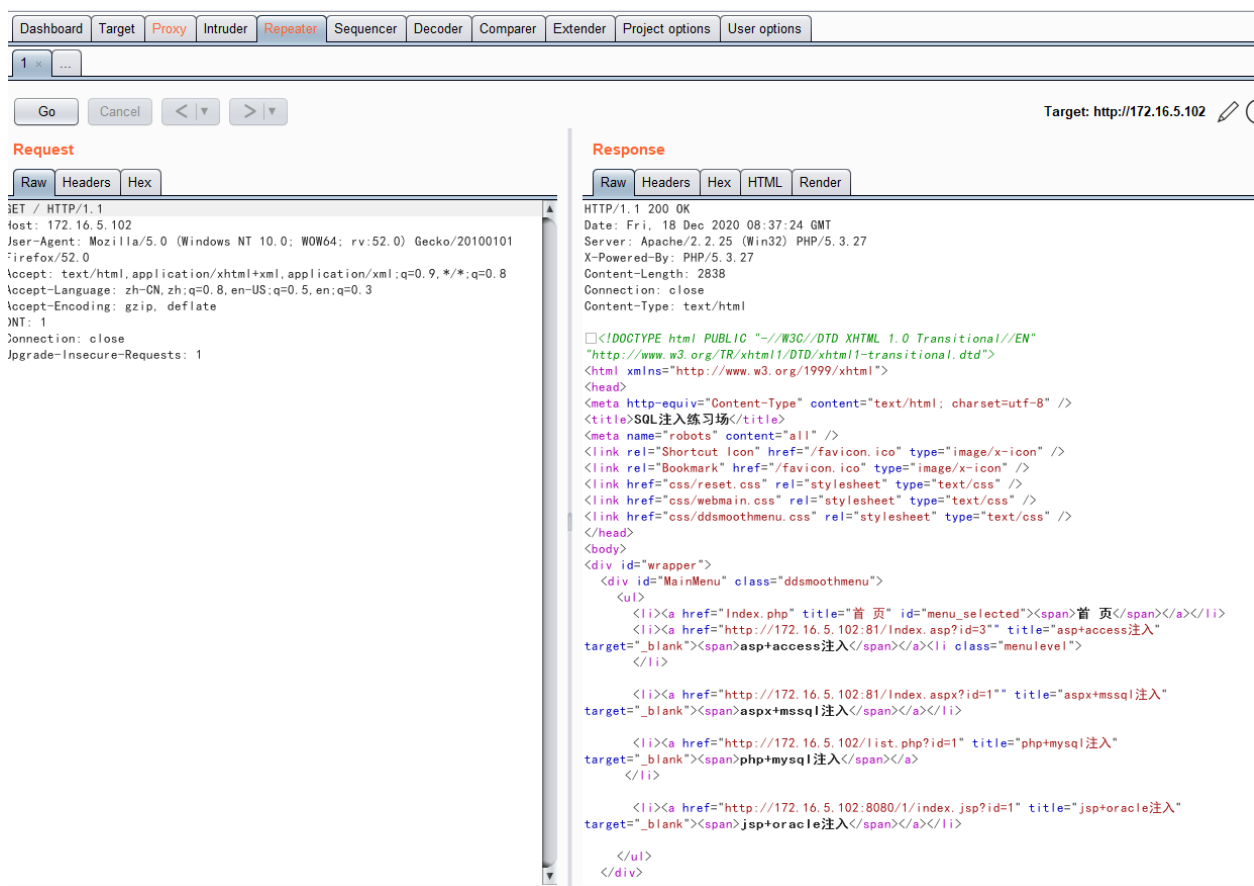 Dashboard Target Proxy Intruder Repeater Sequencer Decoder Comparer Extender Project options User options
1 × ...
Go Cancel < ▼ > ▼ Target: http://172.16.5.102
Request
Raw Headers Hex
GET / HTTP/1.1
Host: 172.16.5.102
User-Agent: Mozilla/5.0 (Windows NT 10.0; WOW64; rv:52.0) Gecko/20100101
Firefox/52.0
Accept: text/html,application/xhtml+xml,application/xml;q=0.9,*/*;q=0.8
Accept-Language: zh-CN,zh;q=0.8,en-US;q=0.5,en;q=0.3
Accept-Encoding: gzip, deflate
DNT: 1
Connection: close
Upgrade-Insecure-Requests: 1
Response
Raw Headers Hex HTML Render
HTTP/1.1 200 OK
Date: Fri, 18 Dec 2020 08:37:24 GMT
Server: Apache/2.2.25 (Win32) PHP/5.3.27
X-Powered-By: PHP/5.3.27
Content-Length: 2838
Connection: close
Content-Type: text/html
<!DOCTYPE html PUBLIC "-//W3C//DTD XHTML 1.0 Transitional//EN"
"http://www.w3.org/TR/xhtml1/DTD/xhtml1-transitional.dtd">
<html xmlns="http://www.w3.org/1999/xhtml">
<head>
<meta http-equiv="Content-Type" content="text/html; charset=utf-8" />
<title>SQL注入练习场</title>
<meta name="robots" content="all" />
<link rel="Shortcut Icon" href="/favicon.ico" type="image/x-icon" />
<link rel="Bookmark" href="/favicon.ico" type="image/x-icon" />
<link href="css/reset.css" rel="stylesheet" type="text/css" />
<link href="css/webmain.css" rel="stylesheet" type="text/css" />
<link href="css/ddsmoothmenu.css" rel="stylesheet" type="text/css" />
</head>
<body>
<div id="wrapper">
<div id="MainMenu" class="ddsmoothmenu">
<ul>
<li><a href="Index.php" title="首 页" id="menu_selected"><span>首 页</span></a></li>
<li><a href="http://172.16.5.102:81/Index.asp?id=3"" title="asp+access注入"
target="_blank"><span>asp+access注入</span></a><li class="menulevel">
</li>
<li><a href="http://172.16.5.102:81/Index.aspx?id=1"" title="aspx+mssql注入"
target="_blank"><span>aspx+mssql注入</span></a></li>
<li><a href="http://172.16.5.102/list.php?id=1" title="php+mysql注入"
target="_blank"><span>php+mysql注入</span></a>
</li>
<li><a href="http://172.16.5.102:8080/1/index.jsp?id=1" title="jsp+oracle注入"
target="_blank"><span>jsp+oracle注入</span></a></li>
</ul>
</div>